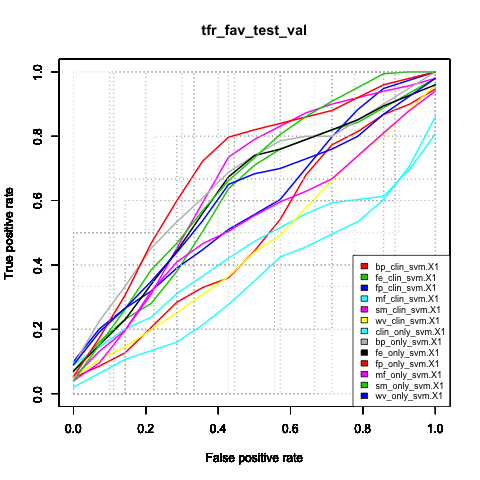 tfr_fav_test_val
True positive rate
1.0
0.8
0.6
0.4
0.2
0.0
bp_clin_svm.X1
fe_clin_svm.X1
fp_clin_svm.X1
mf_clin_svm.X1
sm_clin_svm.X1
wv_clin_svm.X1
clin_only_svm.X1
bp_only_svm.X1
fe_only_svm.X1
fp_only_svm.X1
mf_only_svm.X1
sm_only_svm.X1
wv_only_svm.X1
0.0 0.2 0.4 0.6 0.8 1.0
False positive rate